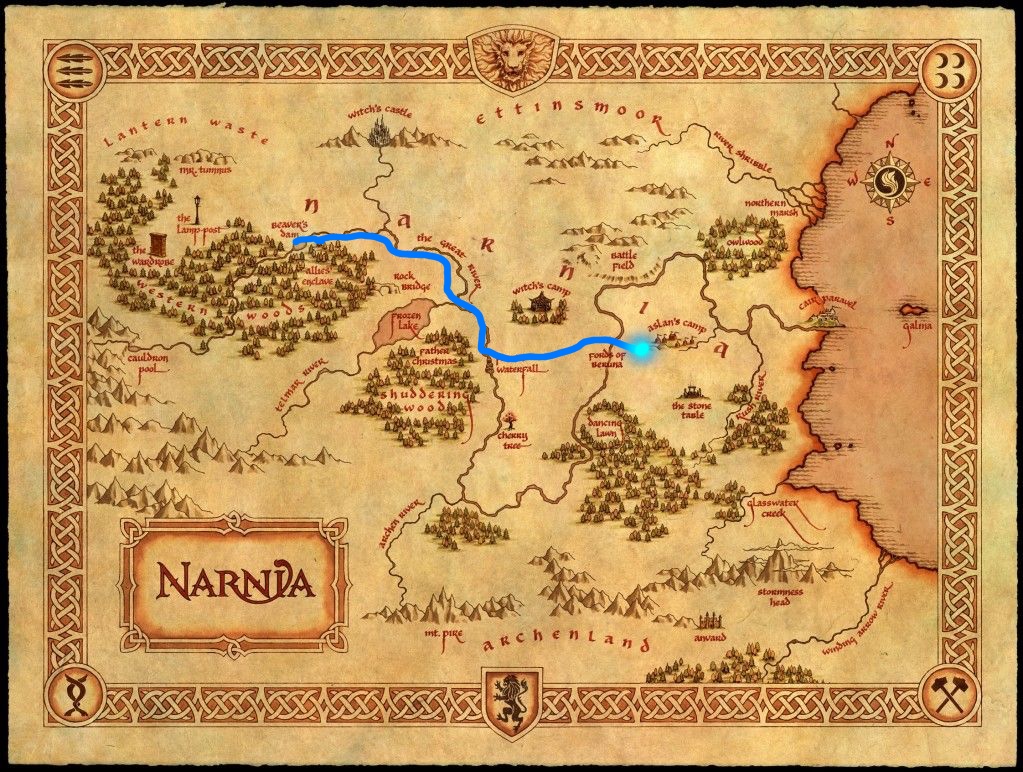 Lantern Waste
Ettinsmoor
witch's castle
River Shribble
N
W
E
S
mr. tumnus
the
lamp-post
the
wardrobe
Beaver's
dam
Narnia
the Great River
northern
marsh
owlwood
Battle
Field
allies
enclave
Rock
Bridge
witch's camp
Western Woods
Frozen
Lake
cair paravel
galma
aslan's camp
Fords of
Beruna
cauldron
pool
telmar River
Father
Christmas
the
waterfall
shuddering
wood
the stone
table
Rush River
dancing
lawn
cherry
tree
archen River
glasswater
creek
Narnia
stormness
head
mt. pire
Archenland
anvard
winding arrow River